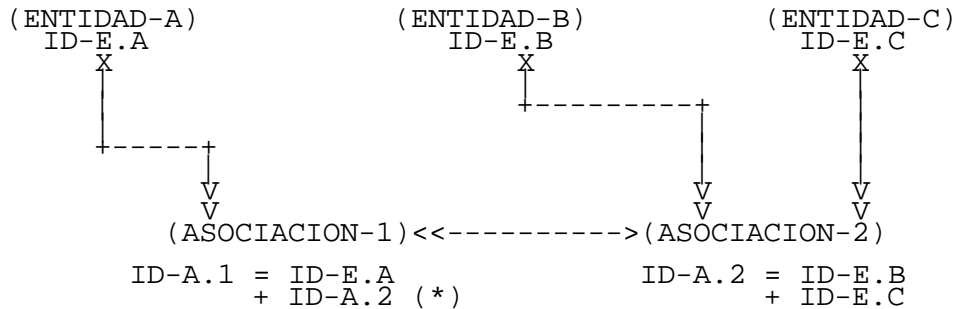 (ENTIDAD-A) (ENTIDAD-B) (ENTIDAD-C)
ID-E.A ID-E.B ID-E.C
X X X
+----------+
+-----+
V V V
V V V
(ASOCIACION-1)<<---------->(ASOCIACION-2)
ID-A.1 = ID-E.A ID-A.2 = ID-E.B
+ ID-A.2 (*) + ID-E.C